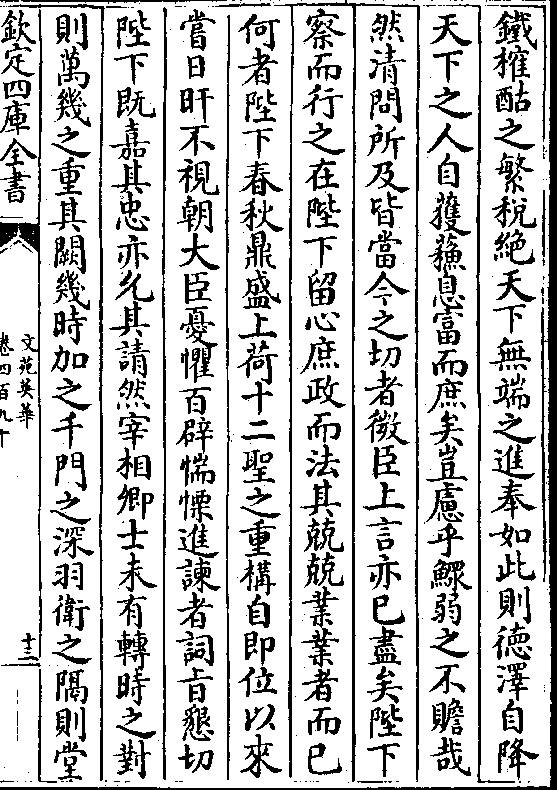 鐵榷酤之繁稅絶天下無端之進奉如此則德澤自降
天下之人自蒦蘓息富而庶矣豈慮乎鰥弱之不贍哉
然清問所及皆當今之切者微臣上言亦已盡矣陛下
察而行之在陛下留心庶政而法其兢兢業業者而已
何者陛下春秋鼎盛上荷十二聖之重構自即位以來
嘗日旰不視朝大臣憂懼百辟惴慄進諫者詞旨懇切
陛下既嘉其忠亦允其請然宰相卿士未有轉時之對
則萬幾之重其闕幾時加之千門之深羽衛之隔則堂
欽定四庫全書
文苑英華
卷四百九十
十三